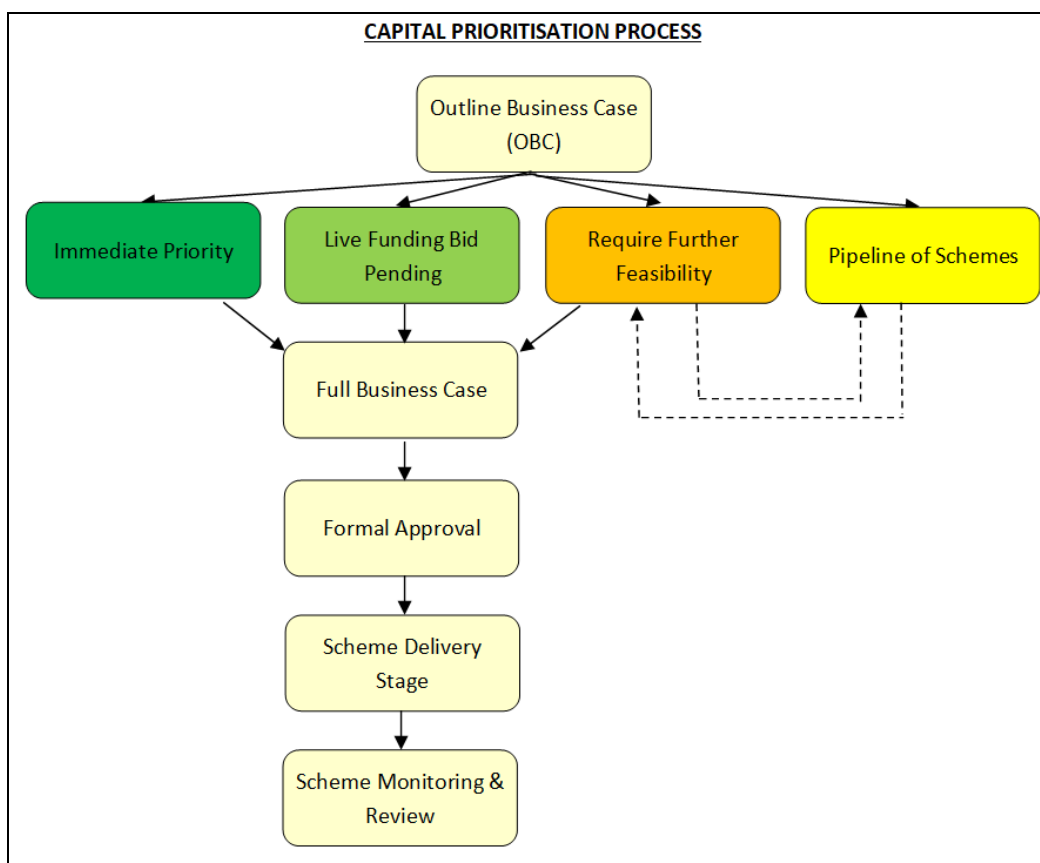 CAPITAL PRIORITISATION PROCESS
Outline Business Case
(OBC)
Immediate Priority
Live Funding Bid
Pending
Require Further
Feasibility
Pipeline of Schemes
Full Business Case
Formal Approval
Scheme Delivery
Stage
Scheme Monitoring &
Review